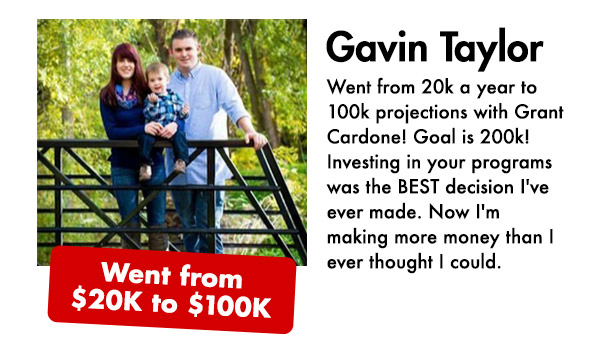 Gavin Taylor
Went from 20k a year to
100k projections with Grant
Cardone! Goal is 200k!
Investing in your programs
was the BEST decision I've
ever made. Now I'm
making more money than I
ever thought I could.
Went from
$20K to $100K